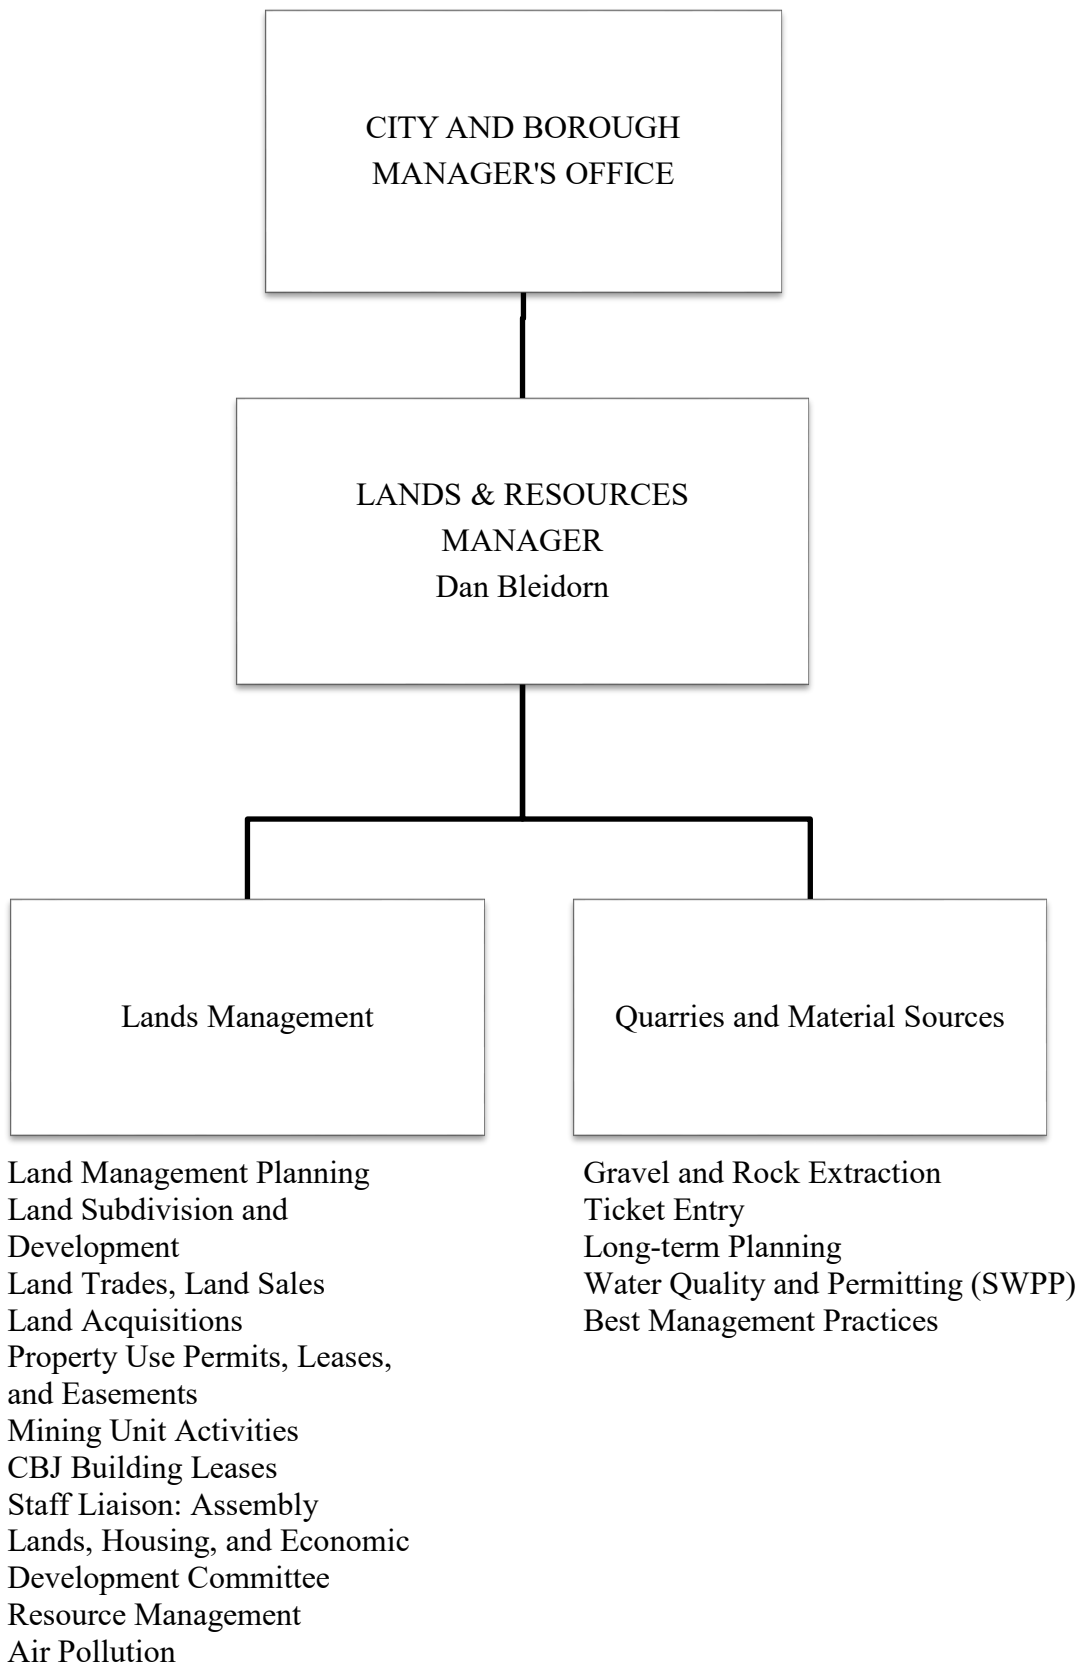 CITY AND BOROUGH
MANAGER'S OFFICE
LANDS & RESOURCES
MANAGER
Dan Bleidorn
Lands Management
Quarries and Material Sources
Land Management Planning
Land Subdivision and
Development
Land Trades, Land Sales
Land Acquisitions
Property Use Permits, Leases,
and Easements
Mining Unit Activities
CBJ Building Leases
Staff Liaison: Assembly
Lands, Housing, and Economic
Development Committee
Resource Management
Air Pollution
Gravel and Rock Extraction
Ticket Entry
Long-term Planning
Water Quality and Permitting (SWPP)
Best Management Practices